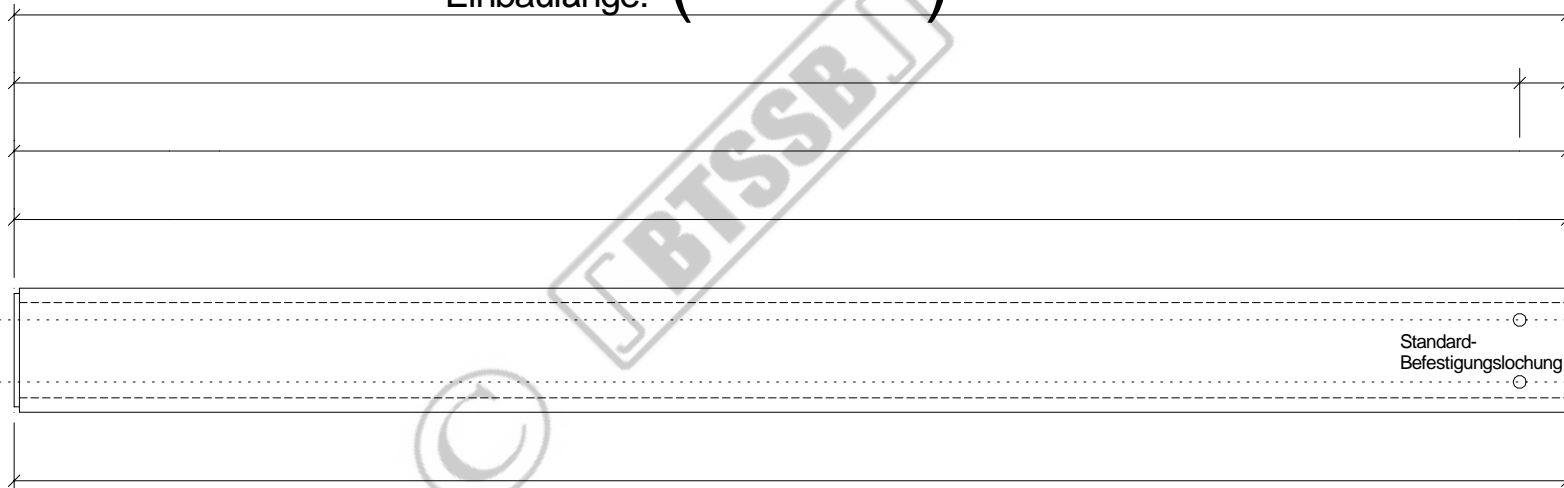 Einbaulänge: ( )
BTSSB
©
Standard-
Befestigungslochung